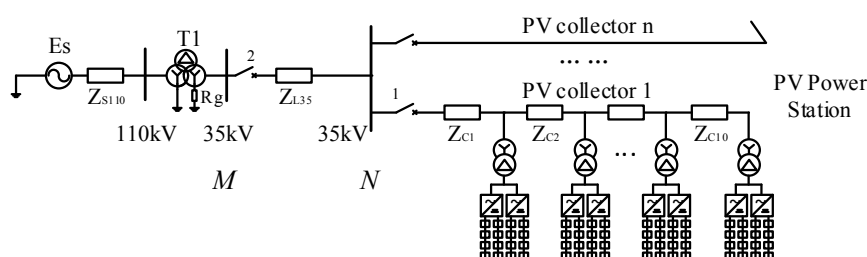 PV collector n
Es
T1
2
... ...
Rg
1
PV collector 1
PV Power
Station
ZS110
ZL35
ZC1
ZC2
ZC10
110kV
35kV
35kV
...
M
N